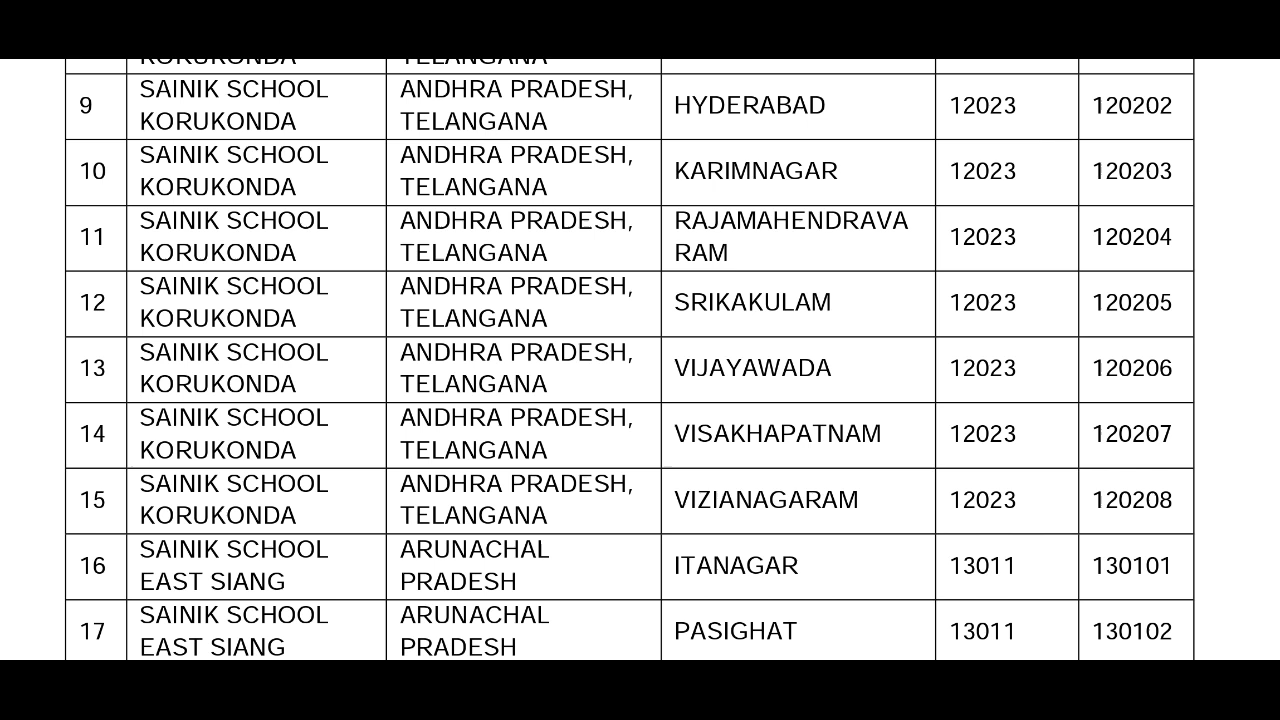 KORUKONDA TELANGANA
9 SAINIK SCHOOL KORUKONDA ANDHRA PRADESH, TELANGANA HYDERABAD 12023 120202
10 SAINIK SCHOOL KORUKONDA ANDHRA PRADESH, TELANGANA KARIMNAGAR 12023 120203
11 SAINIK SCHOOL KORUKONDA ANDHRA PRADESH, TELANGANA RAJAMAHENDRAVA RAM 12023 120204
12 SAINIK SCHOOL KORUKONDA ANDHRA PRADESH, TELANGANA SRIKAKULAM 12023 120205
13 SAINIK SCHOOL KORUKONDA ANDHRA PRADESH, TELANGANA VIJAYAWADA 12023 120206
14 SAINIK SCHOOL KORUKONDA ANDHRA PRADESH, TELANGANA VISAKHAPATNAM 12023 120207
15 SAINIK SCHOOL KORUKONDA ANDHRA PRADESH, TELANGANA VIZIANAGARAM 12023 120208
16 SAINIK SCHOOL EAST SIANG ARUNACHAL PRADESH ITANAGAR 13011 130101
17 SAINIK SCHOOL EAST SIANG ARUNACHAL PRADESH PASIGHAT 13011 130102